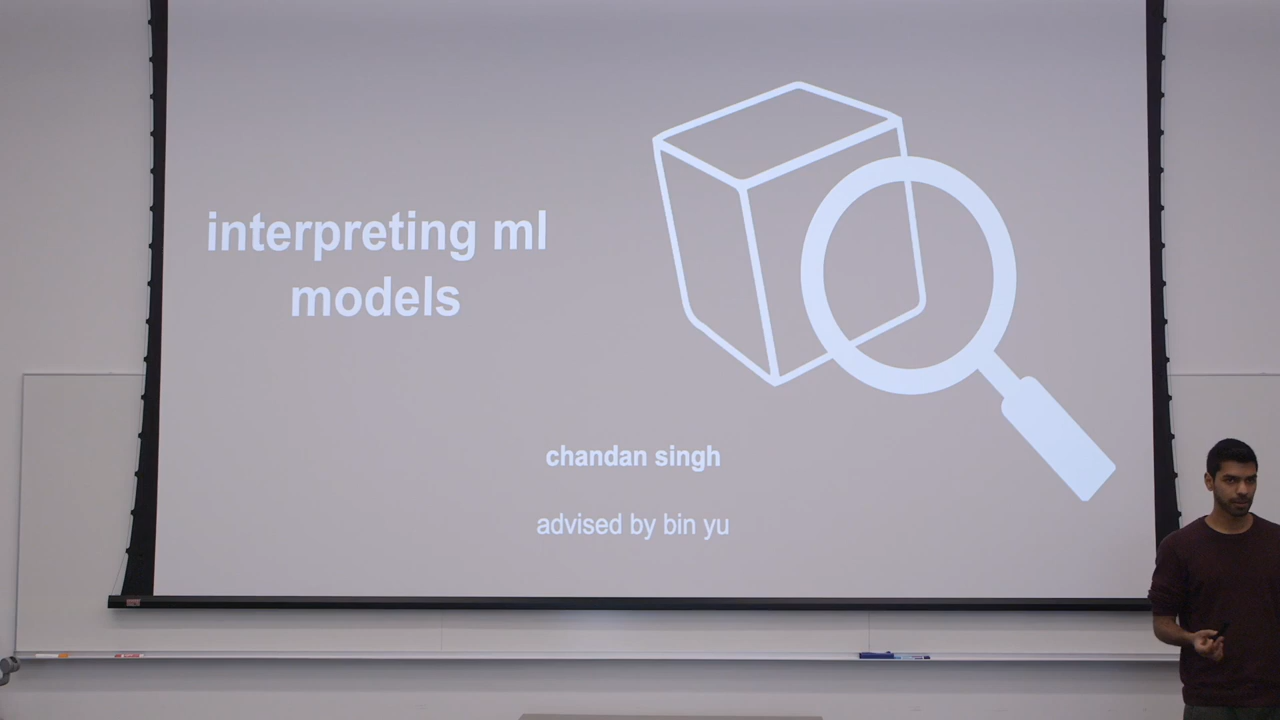 interpreting ml
models
chandan singh
advised by bin yu